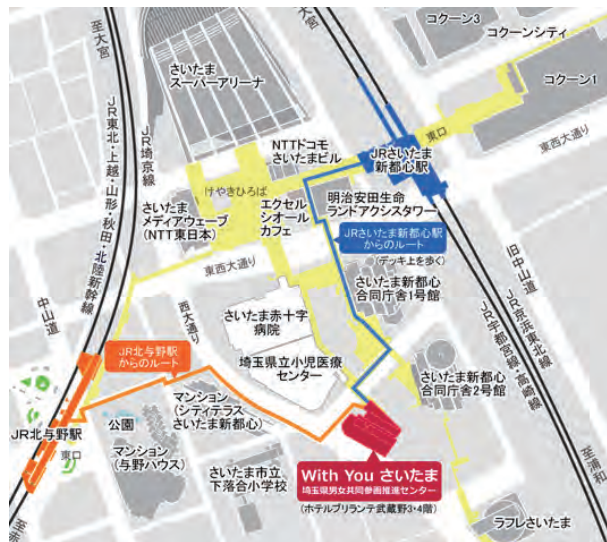 至大宮
至大宮
コクーン3
コクーンシティ
コクーン1
さいたま
スーパーアリーナ
JR東北・上越・山形・秋田・北陸新幹線
JR埼京線
NTTドコモ
さいたまビル
東口
JRさいたま
新都心駅
東西大通り
けやきひろば
エクセル
シオール
カフェ
明治安田生命
ランドアクシスタワー
さいたま
メディアウェーブ
(NTT東日本)
JRさいたま新都心駅
からのルート
(デッキ上を歩く)
東西大通り
旧中山道
中山道
西大通り
さいたま新都心
合同庁舎1号館
さいたま赤十字
病院
JR京浜東北線
JR宇都宮線・高崎線
JR北与野駅
からのルート
埼玉県立小児医療
センター
さいたま新都心
合同庁舎2号館
マンション
(シティテラス
さいたま新都心)
JR北与野駅
公園
東口
マンション
(与野ハウス)
さいたま市立
下落合小学校
With You さいたま
埼玉県男女共同参画推進センター
(ホテルブリランテ武蔵野3・4階)
至浦和
ラフレさいたま
至赤羽